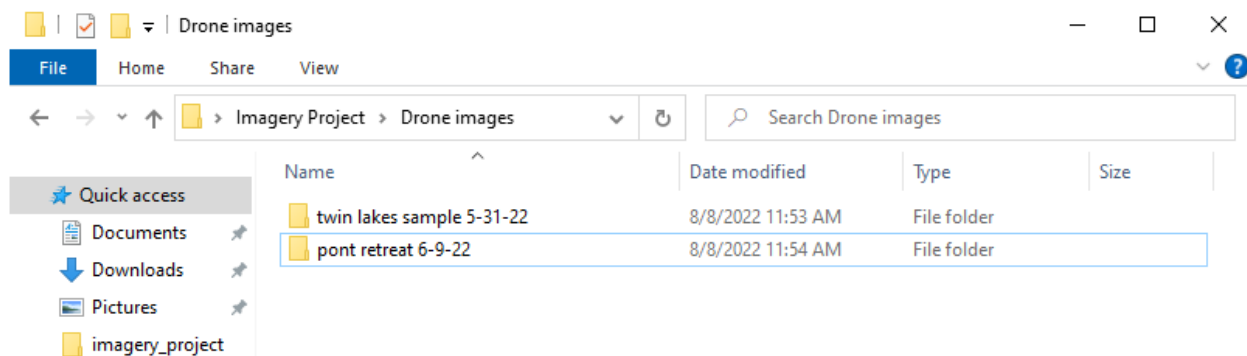 Drone images
File Home Share View
Imagery Project > Drone images
Search Drone images
Name Date modified Type Size
Quick access
twin lakes sample 5-31-22 8/8/2022 11:53 AM File folder
Documents
pont retreat 6-9-22 8/8/2022 11:54 AM File folder
Downloads
Pictures
imagery_project